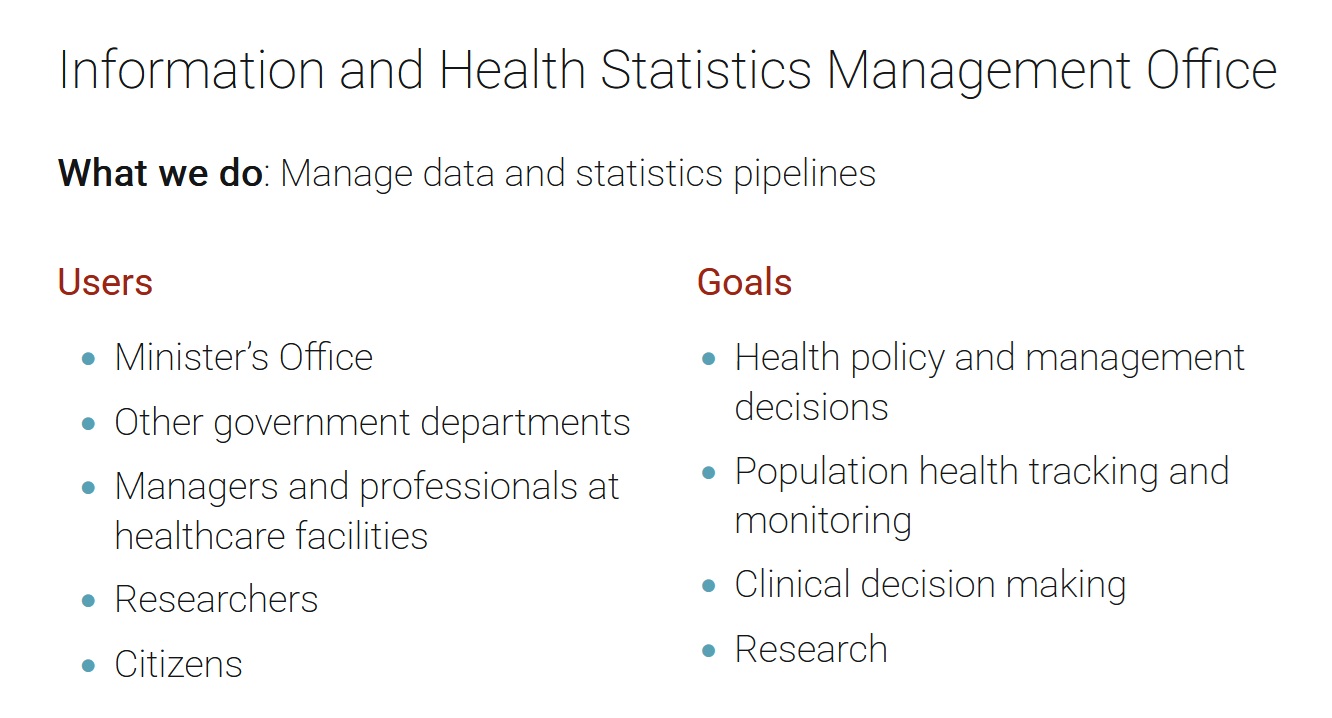 Information and Health Statistics Management Office
What we do: Manage data and statistics pipelines
Users
Minister’s Office
Other government departments
Managers and professionals at
healthcare facilities
Researchers
Citizens
Goals
Health policy and management
decisions
Population health tracking and
monitoring
Clinical decision making
Research